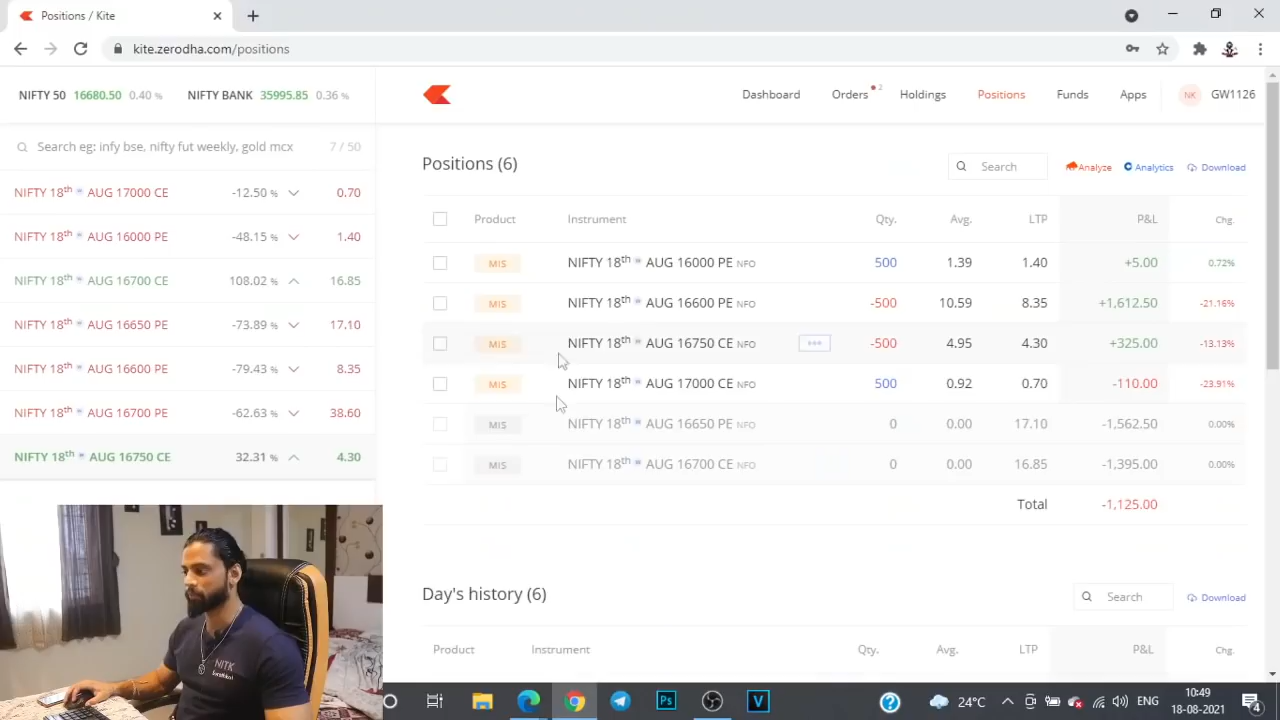 Positions / Kite
kite.zerodha.com/positions
NIFTY 50 16680.50 0.40 % NIFTY BANK 35995.85 0.36 %
Dashboard Orders 2 Holdings Positions Funds Apps NK GW1126
Search eg: infy bse, nifty fut weekly, gold mcx 7 / 50
NIFTY 18th w AUG 17000 CE -12.50 % 0.70
NIFTY 18th w AUG 16000 PE -48.15 % 1.40
NIFTY 18th w AUG 16700 CE 108.02 % 16.85
NIFTY 18th w AUG 16650 PE -73.89 % 17.10
NIFTY 18th w AUG 16600 PE -79.43 % 8.35
NIFTY 18th w AUG 16700 PE -62.63 % 38.60
NIFTY 18th w AUG 16750 CE 32.31 % 4.30
Positions (6) Search Analyze Analytics Download
Product Instrument Qty. Avg. LTP P&L Chg.
MIS NIFTY 18th w AUG 16000 PE NFO 500 1.39 1.40 +5.00 0.72%
MIS NIFTY 18th w AUG 16600 PE NFO -500 10.59 8.35 +1,612.50 -21.16%
MIS NIFTY 18th w AUG 16750 CE NFO ••• -500 4.95 4.30 +325.00 -13.13%
MIS NIFTY 18th w AUG 17000 CE NFO 500 0.92 0.70 -110.00 -23.91%
MIS NIFTY 18th w AUG 16650 PE NFO 0 0.00 17.10 -1,562.50 0.00%
MIS NIFTY 18th w AUG 16700 CE NFO 0 0.00 16.85 -1,395.00 0.00%
Total -1,125.00
Day's history (6) Search Download
Product Instrument Qty. Avg. LTP P&L Chg.
NITK
Surathkal
Ps V ? 24°C ENG 10:49
18-08-2021 4